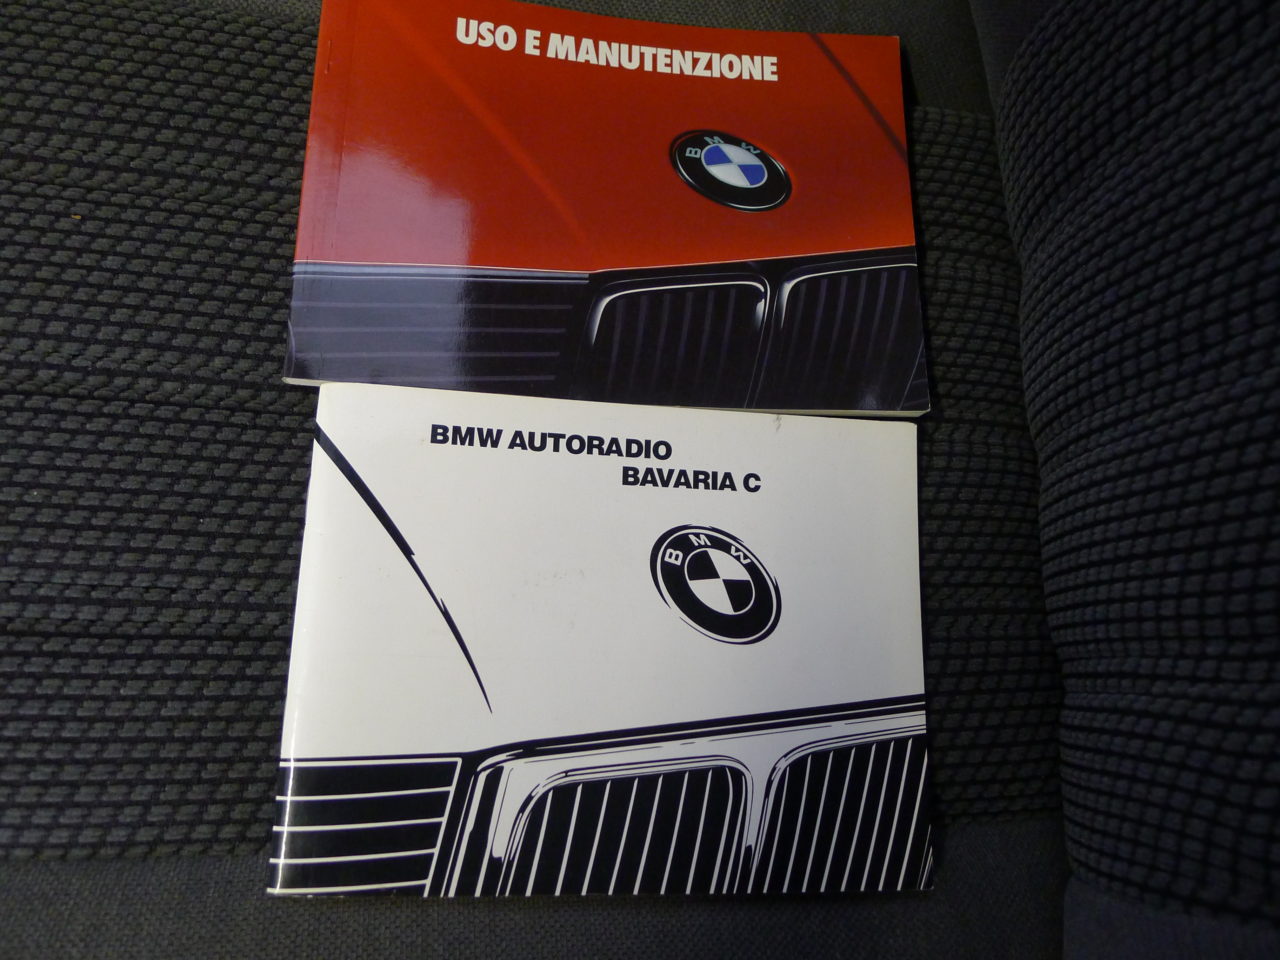 USO E MANUTENZIONE
BMW
BMW AUTORADIO
BAVARIA C
BMW